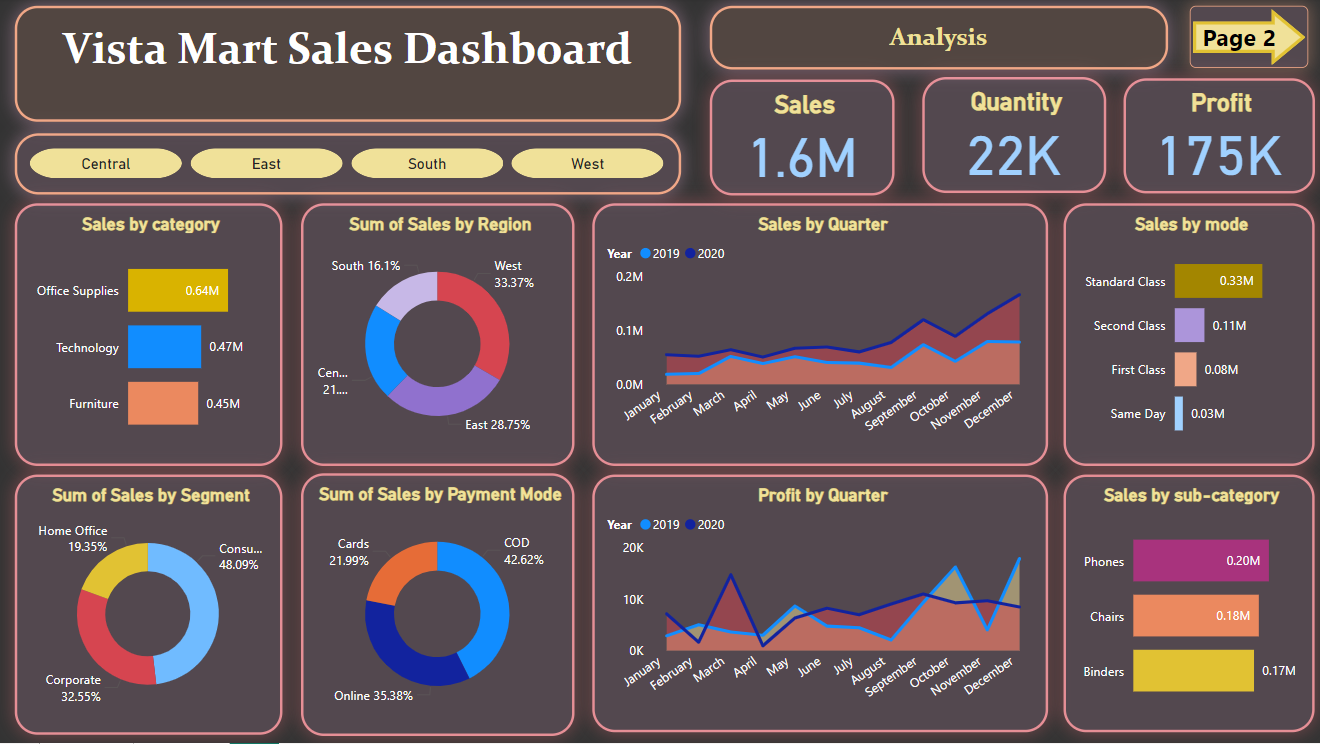 Vista Mart Sales Dashboard
Analysis
Page 2
Central
East
South
West
Sales
1.6M
Quantity
22K
Profit
175K
Sales by category
Office Supplies
0.64M
Technology
0.47M
Furniture
0.45M
Sum of Sales by Region
South 16.1%
West
33.37%
Cen...
21....
East 28.75%
Sales by Quarter
Year 2019 2020
0.2M
0.1M
0.0M
January
February
March
April
May
June
July
August
September
October
November
December
Sales by mode
Standard Class
0.33M
Second Class
0.11M
First Class
0.08M
Same Day
0.03M
Sum of Sales by Segment
Home Office
19.35%
Consu...
48.09%
Corporate
32.55%
Sum of Sales by Payment Mode
Cards
21.99%
COD
42.62%
Online 35.38%
Profit by Quarter
Year 2019 2020
20K
10K
0K
January
February
March
April
May
June
July
August
September
October
November
December
Sales by sub-category
Phones
0.20M
Chairs
0.18M
Binders
0.17M